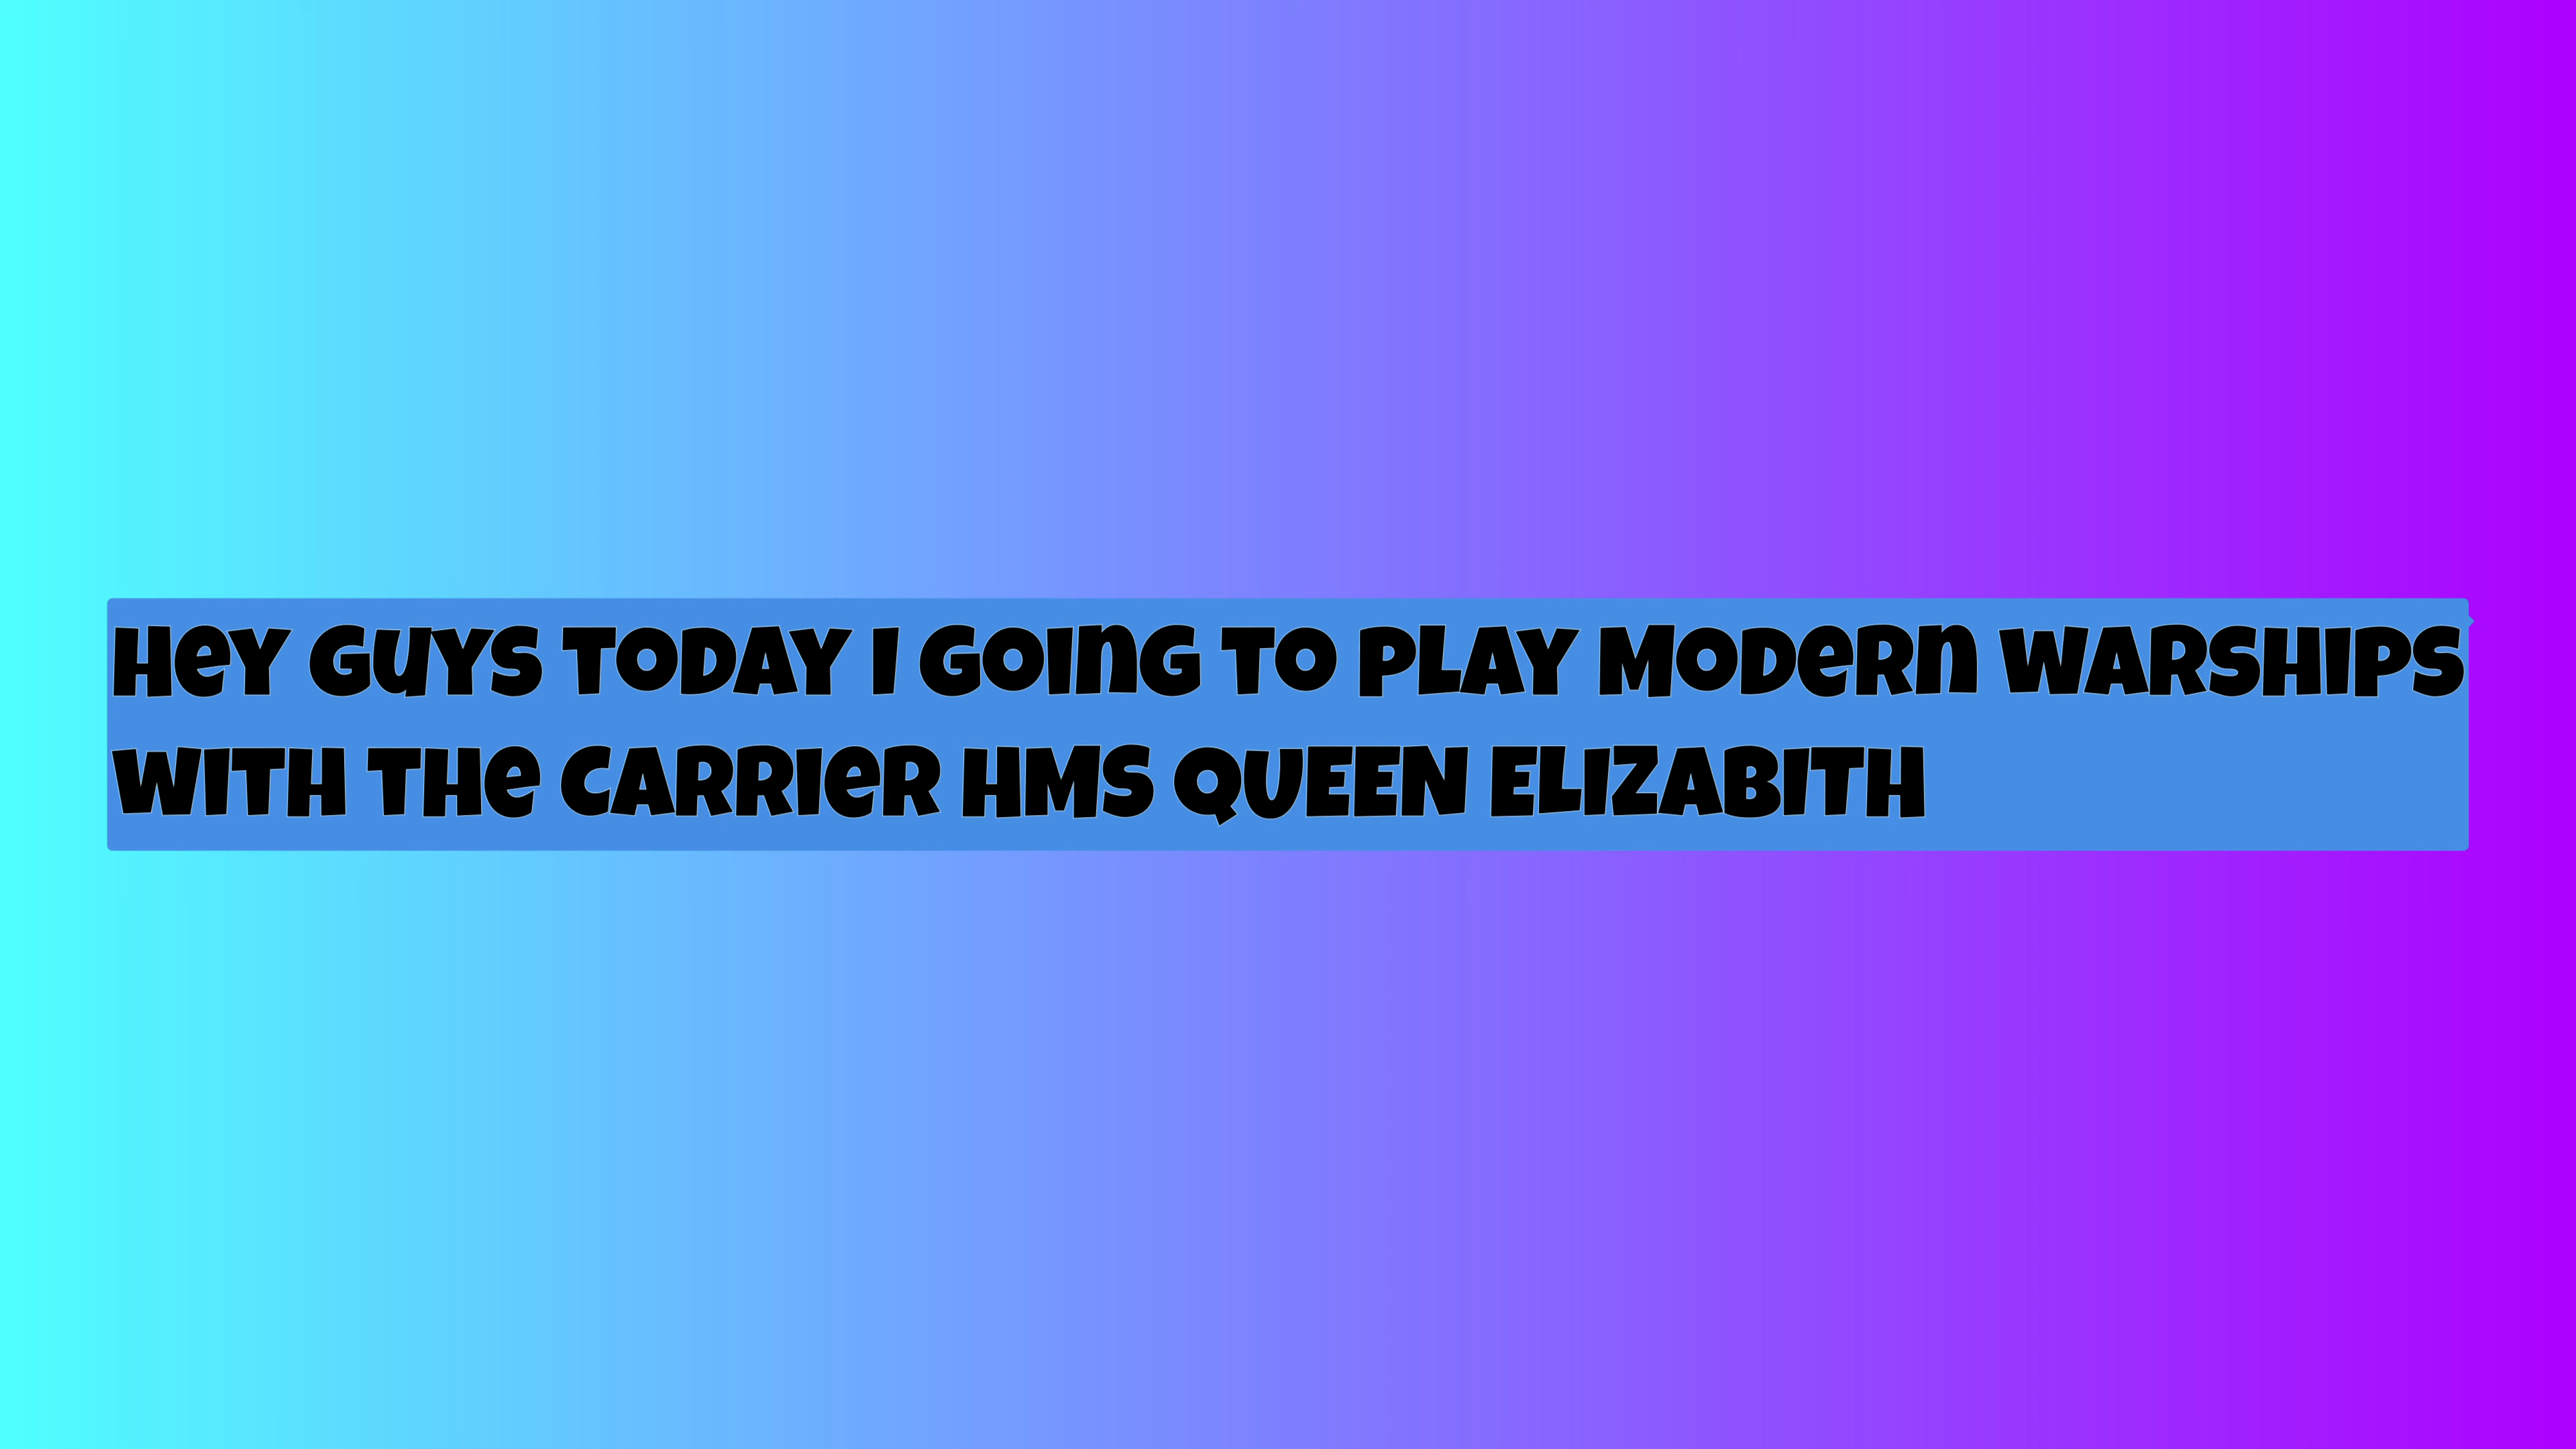 Hey guys today I going to play Modern Warships
with the carrier HMS QUEEN ELIZABITH